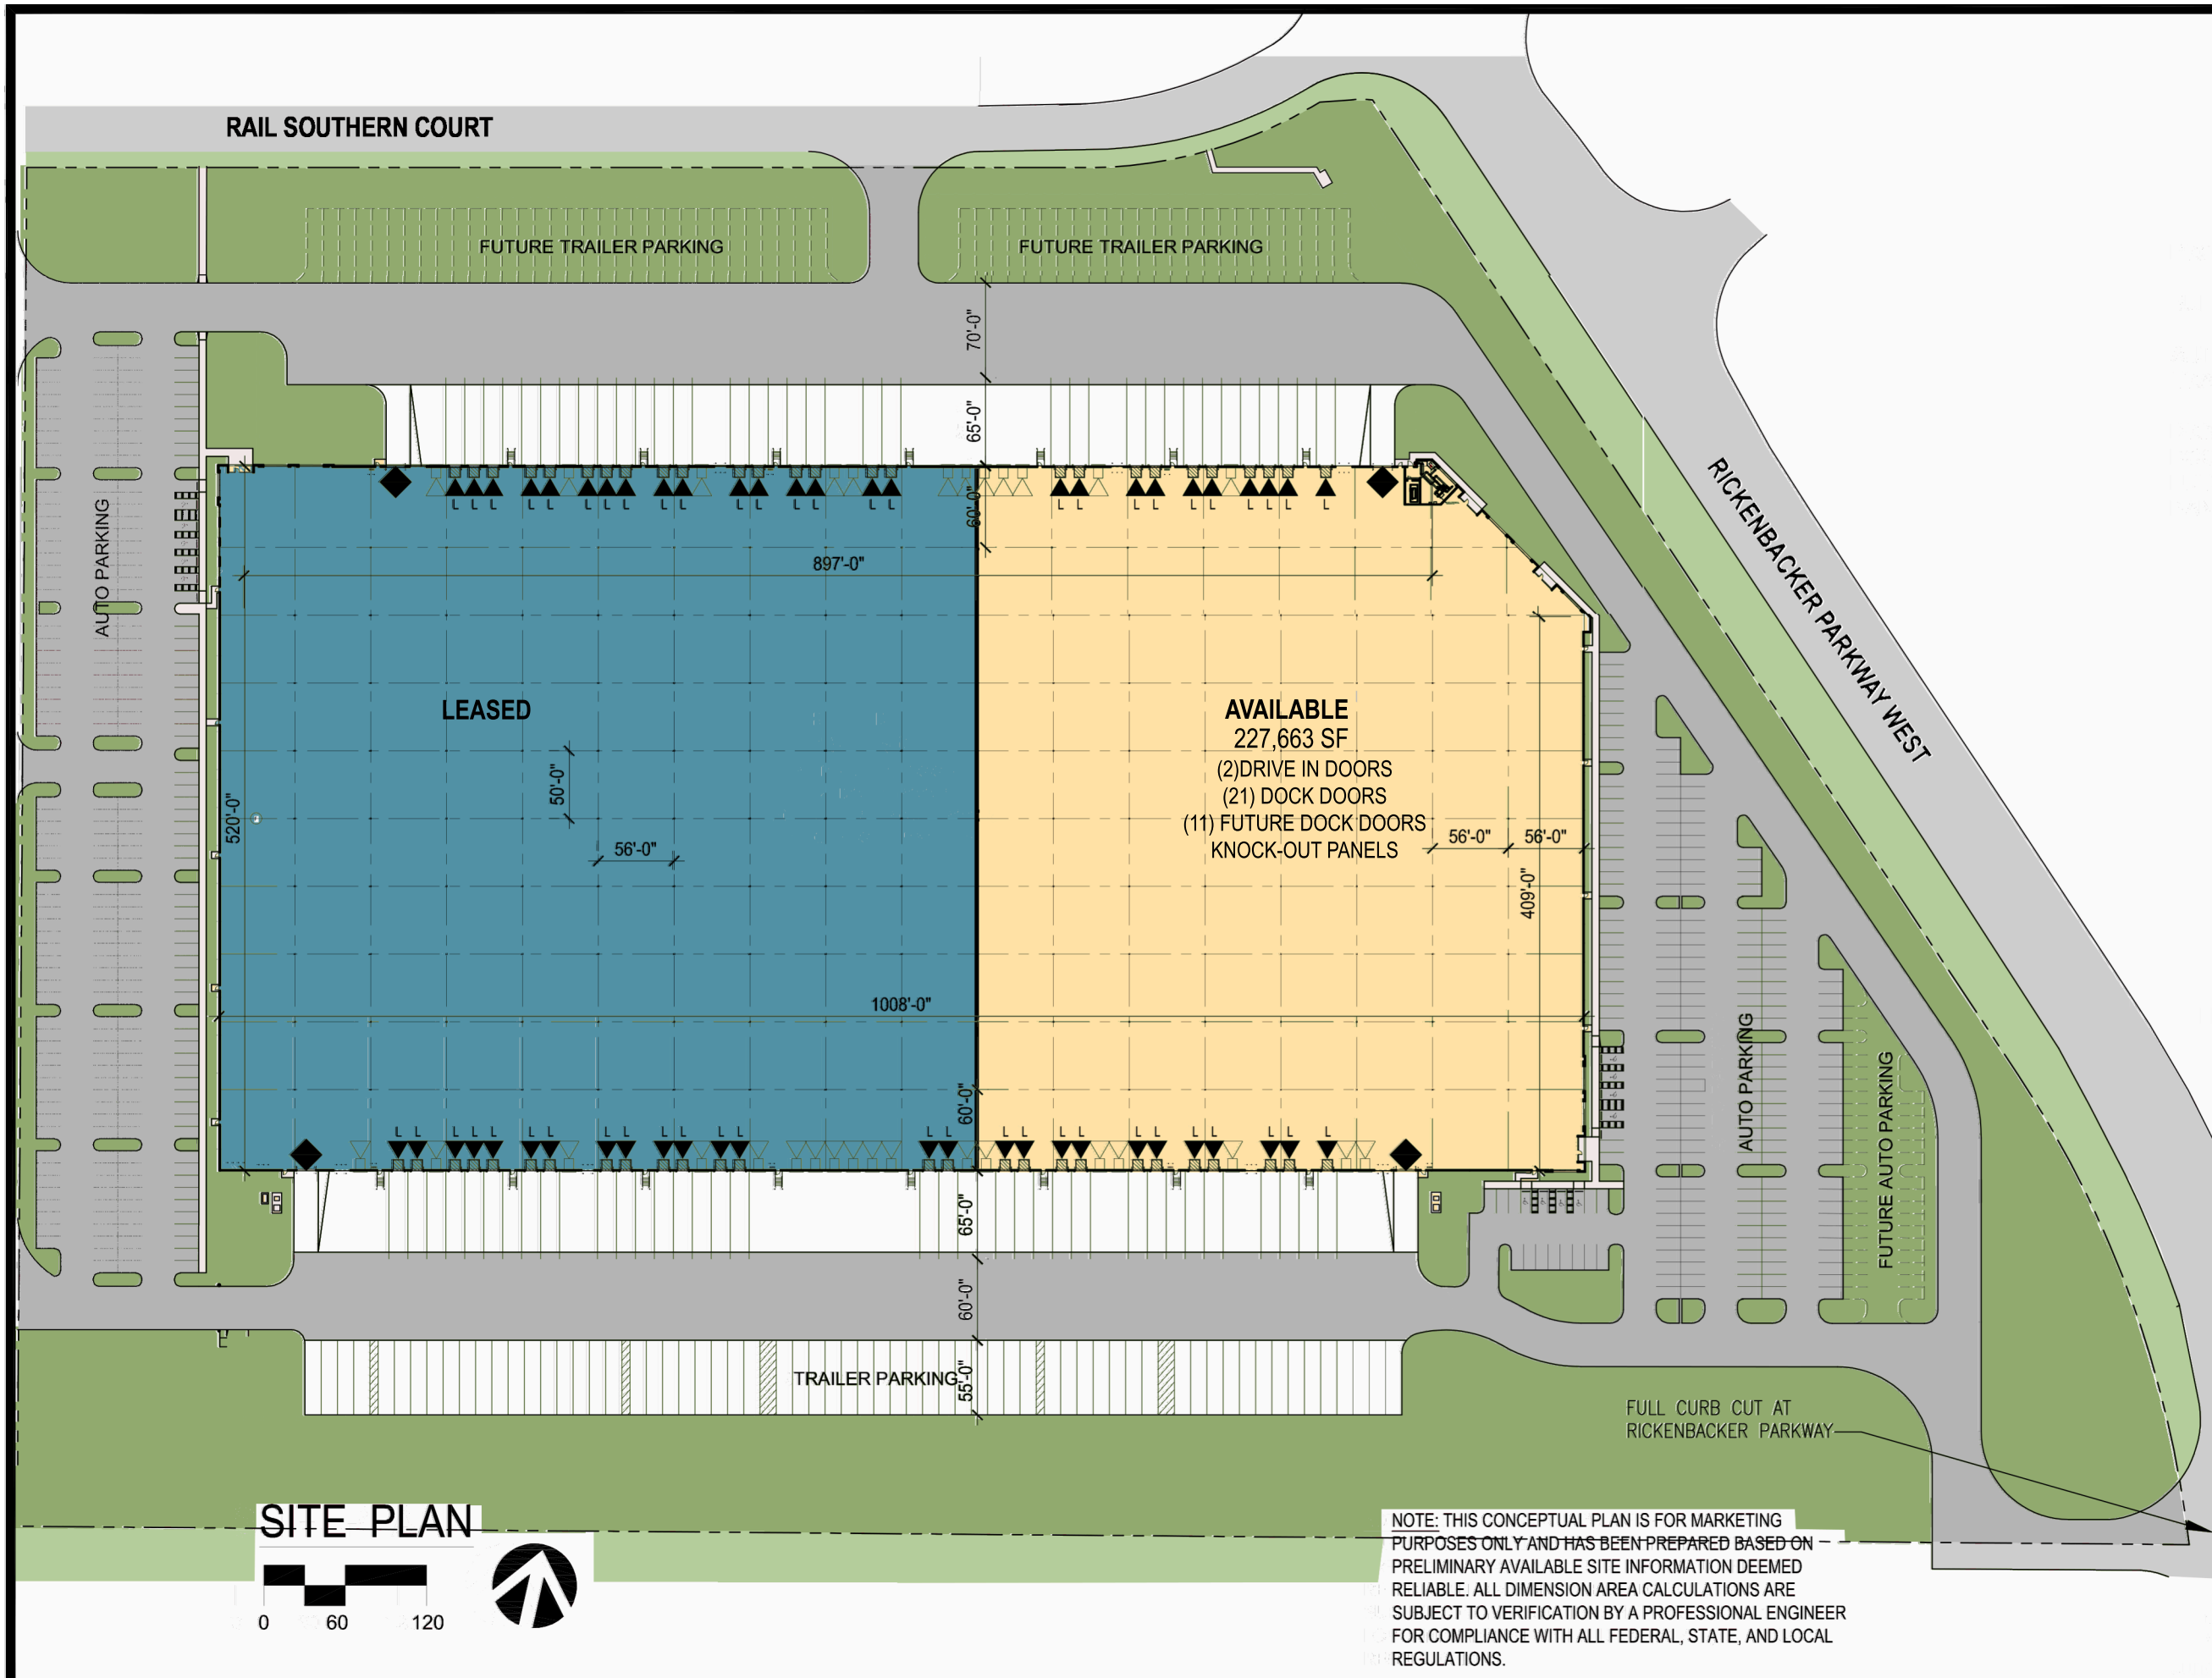 RAIL SOUTHERN COURT
FUTURE TRAILER PARKING
FUTURE TRAILER PARKING
70'-0"
65'-0"
60'-0"
L L L L L L L L L L L L L L L L
L L L L L L L L L L
897'-0"
AUTO PARKING
RICKENBACKER PARKWAY WEST
LEASED
AVAILABLE
227,663 SF
(2)DRIVE IN DOORS
(21) DOCK DOORS
(11) FUTURE DOCK DOORS
KNOCK-OUT PANELS
50'-0"
56'-0"
520'-0"
56'-0"
56'-0"
409'-0"
1008'-0"
60'-0"
L L L L L L L L L L L L L L L
L L L L L L L L L L L
AUTO PARKING
FUTURE AUTO PARKING
65'-0"
60'-0"
TRAILER PARKING
55'-0"
FULL CURB CUT AT
RICKENBACKER PARKWAY
SITE PLAN
0 60 120
NOTE: THIS CONCEPTUAL PLAN IS FOR MARKETING
PURPOSES ONLY AND HAS BEEN PREPARED BASED ON
PRELIMINARY AVAILABLE SITE INFORMATION DEEMED
RELIABLE. ALL DIMENSION AREA CALCULATIONS ARE
SUBJECT TO VERIFICATION BY A PROFESSIONAL ENGINEER
FOR COMPLIANCE WITH ALL FEDERAL, STATE, AND LOCAL
REGULATIONS.